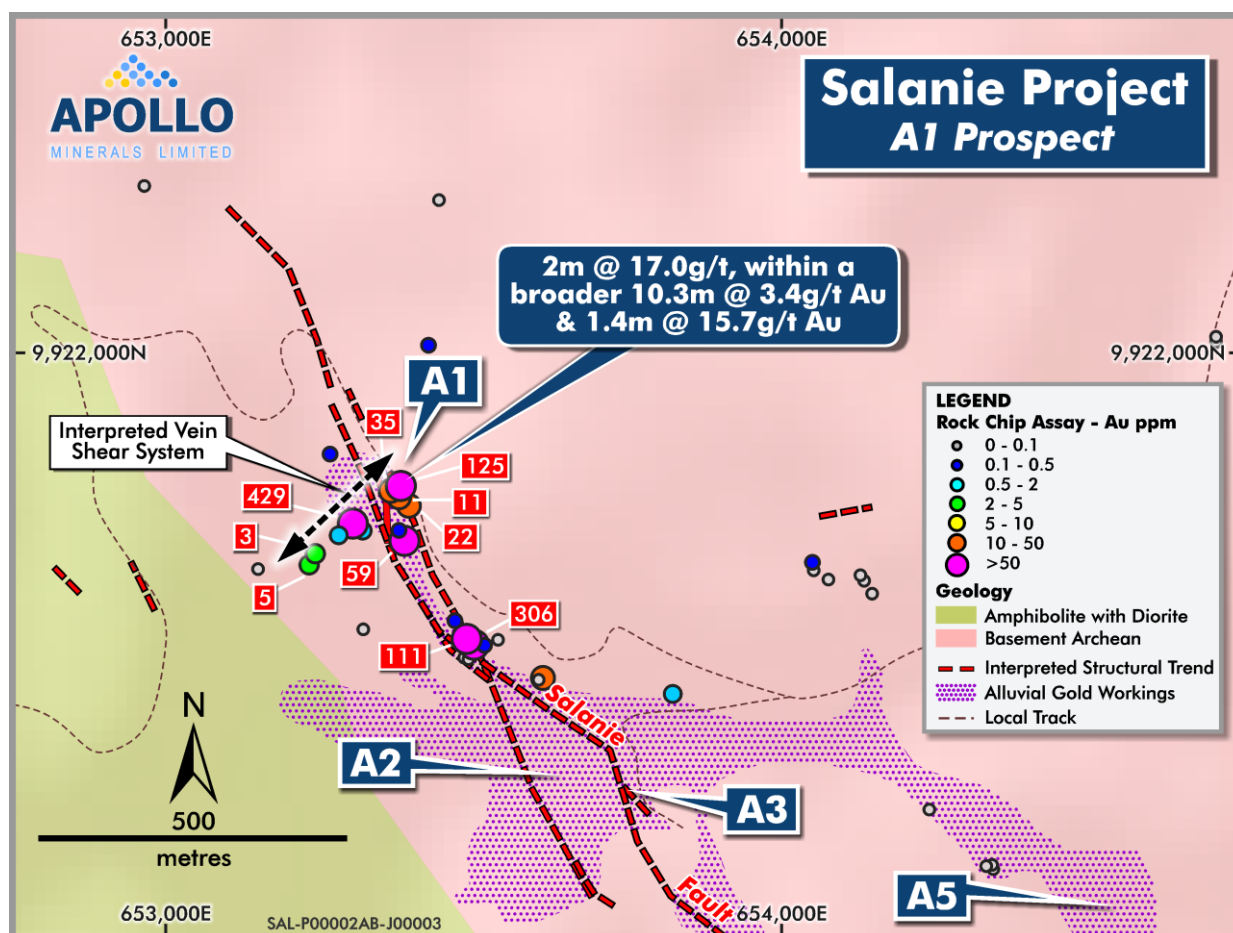 653,000E
654,000E
APOLLO
MINERALS LIMITED
Salanie Project
A1 Prospect
2m @ 17.0g/t, within a
broader 10.3m @ 3.4g/t Au
& 1.4m @ 15.7g/t Au
9,922,000N
9,922,000N
A1
35
Interpreted Vein
Shear System
125
429
11
3
22
59
5
306
111
LEGEND
Rock Chip Assay - Au ppm
0 - 0.1
0.1 - 0.5
0.5 - 2
2 - 5
5 - 10
10 - 50
>50
Geology
Amphibolite with Diorite
Basement Archean
Interpreted Structural Trend
Alluvial Gold Workings
Local Track
Salanie
N
A2
A3
500
metres
Fault
A5
653,000E
SAL-P00002AB-J00003
654,000E